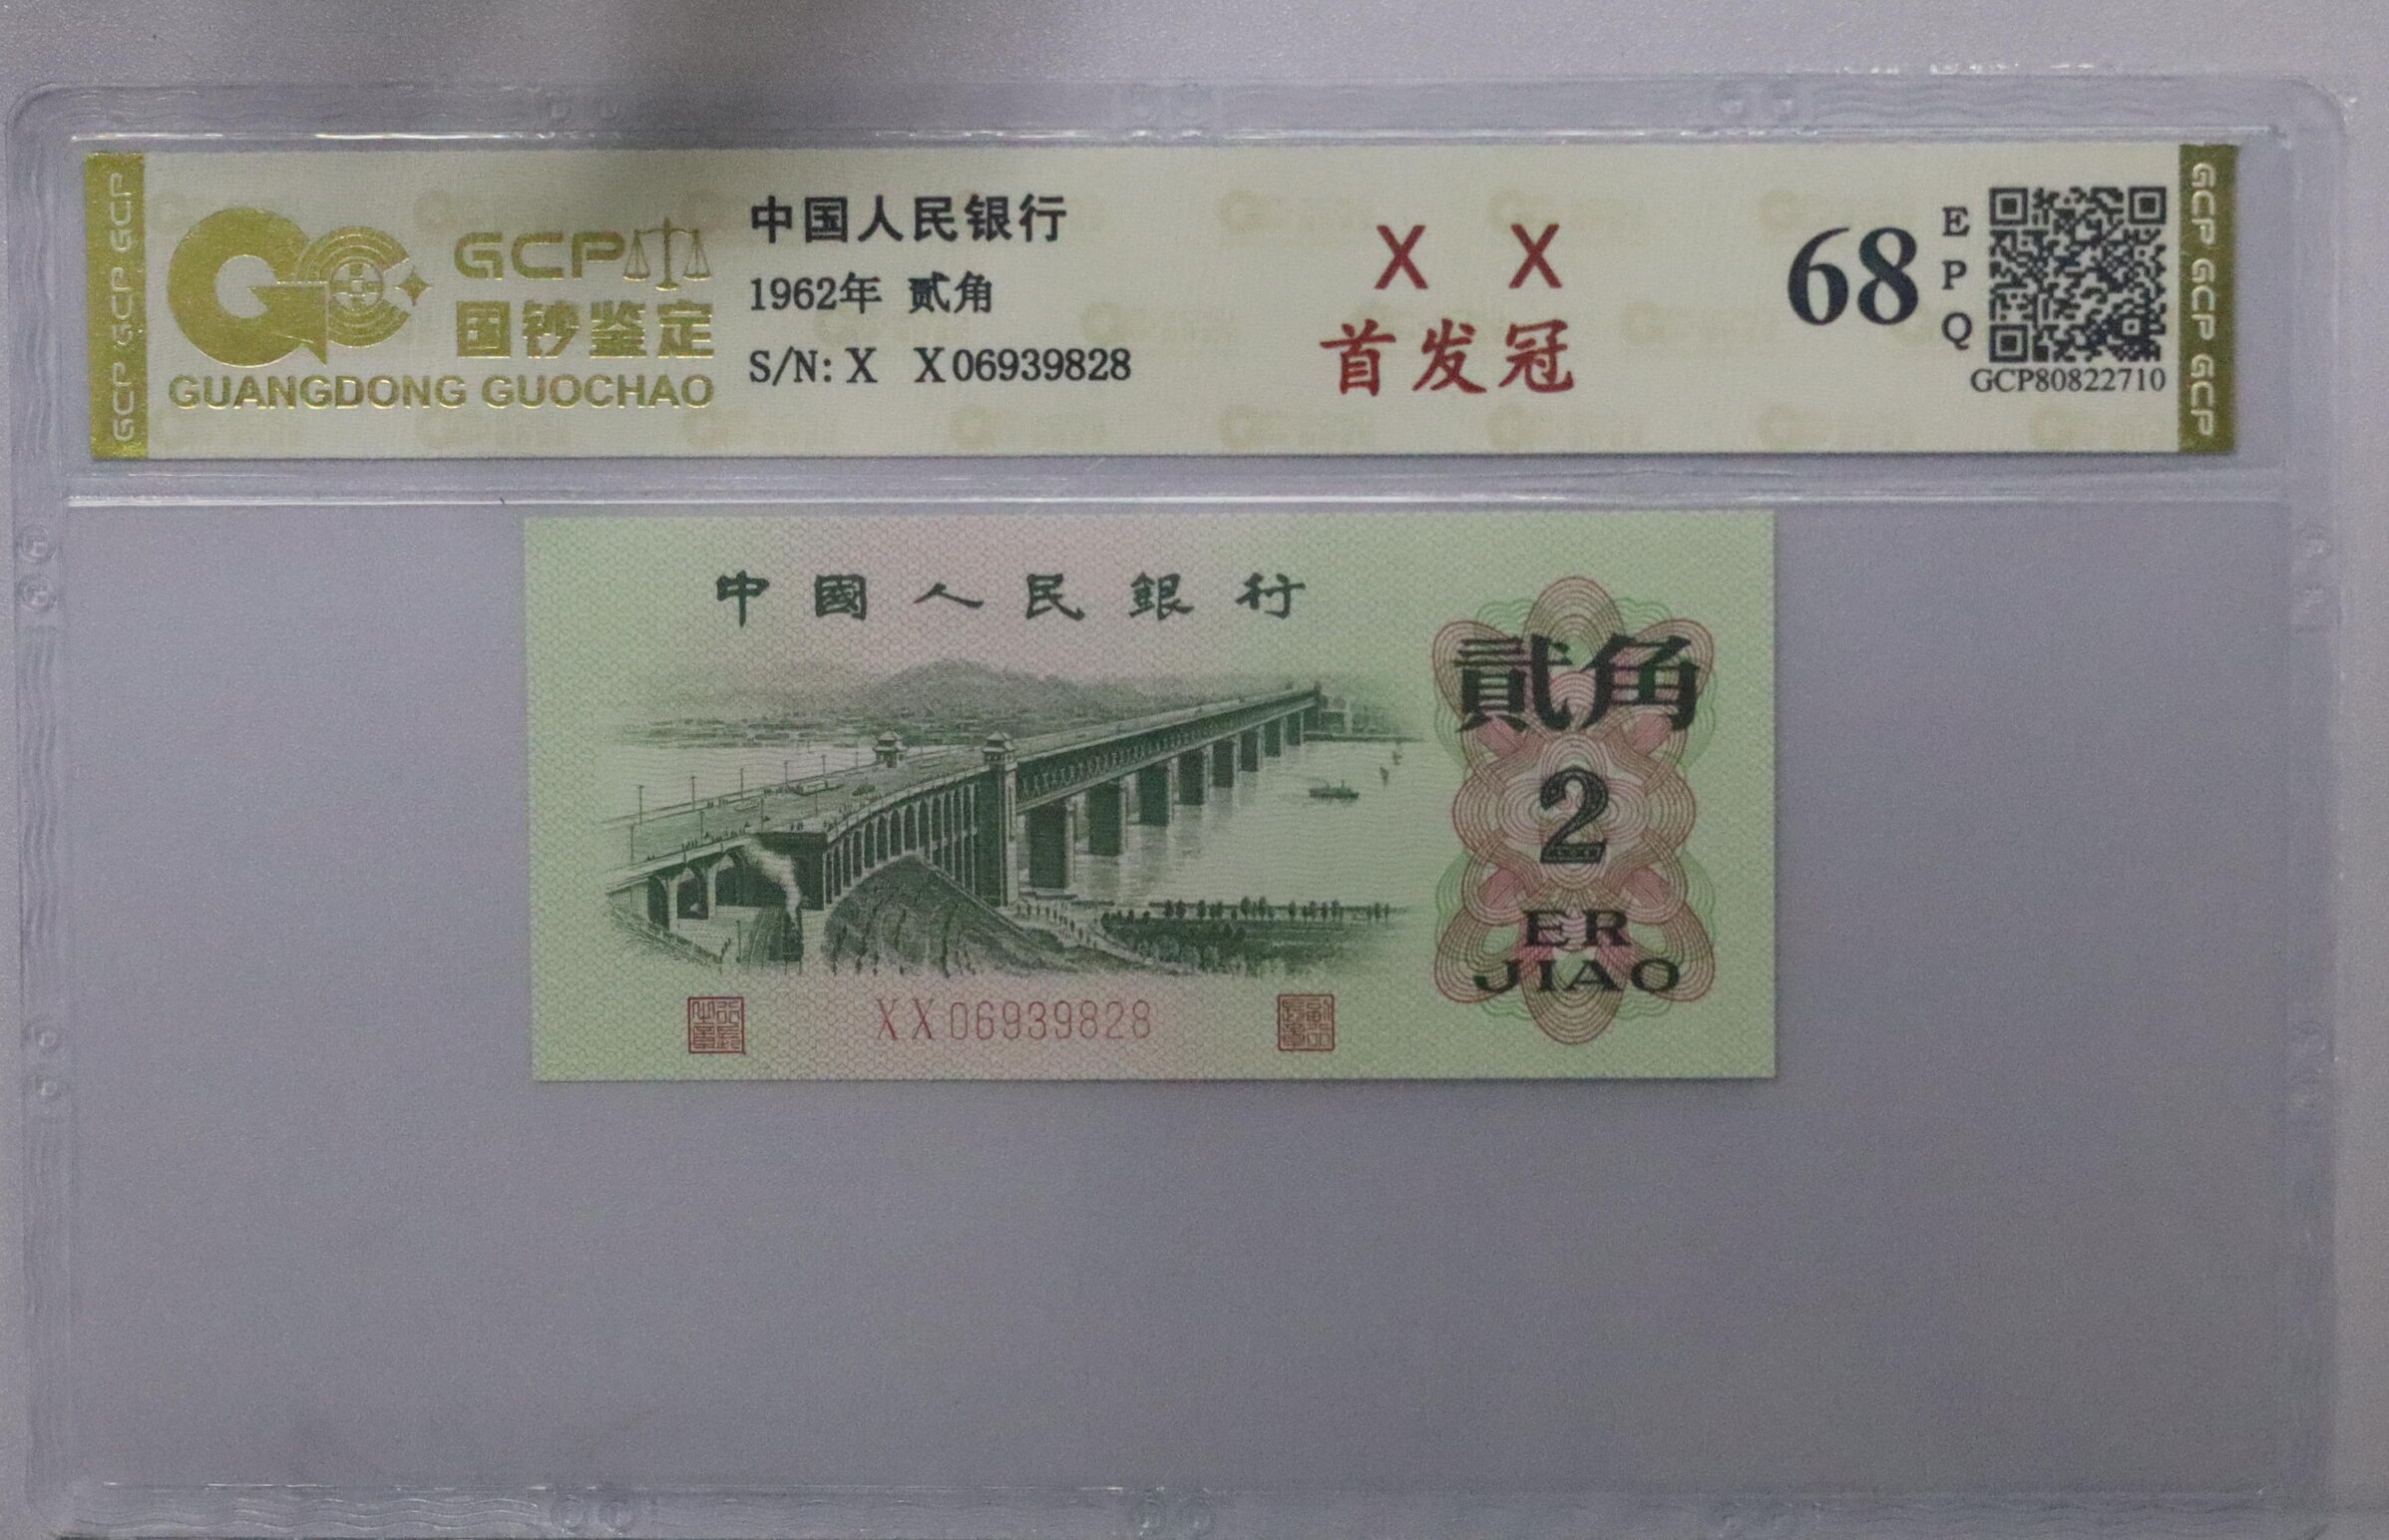 GCP GCP GCP
GCP
国钞鉴定
GUANGDONG GUOCHAO
中国人民银行
1962年 贰角
S/N: X X06939828
X X
首发冠
68
E
P
Q
GCP80822710
GCP GCP GCP
中國人民銀行
貳角
2
ER
JIAO
XX06939828